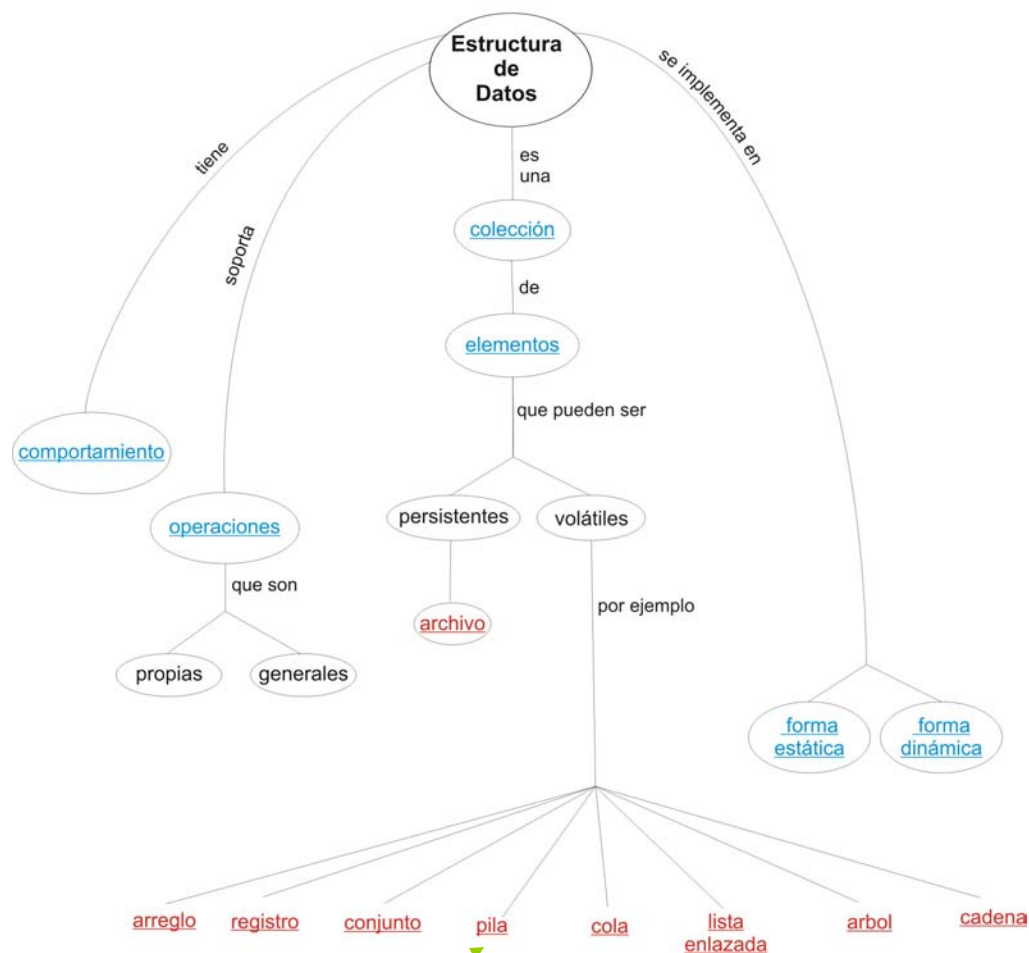 Estructura
de
Datos
se implementa en
tiene
es
una
soporta
colección
de
elementos
que pueden ser
comportamiento
persistentes
volátiles
operaciones
que son
por ejemplo
archivo
propias
generales
forma
estática
forma
dinámica
arreglo
registro
conjunto
pila
cola
lista
enlazada
arbol
cadena